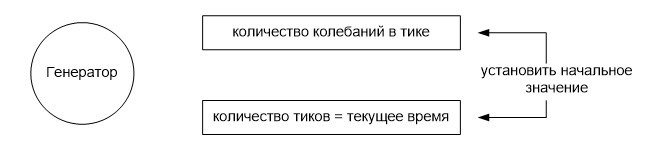 количество колебаний в тике
Генератор
установить начальное
значение
количество тиков = текущее время